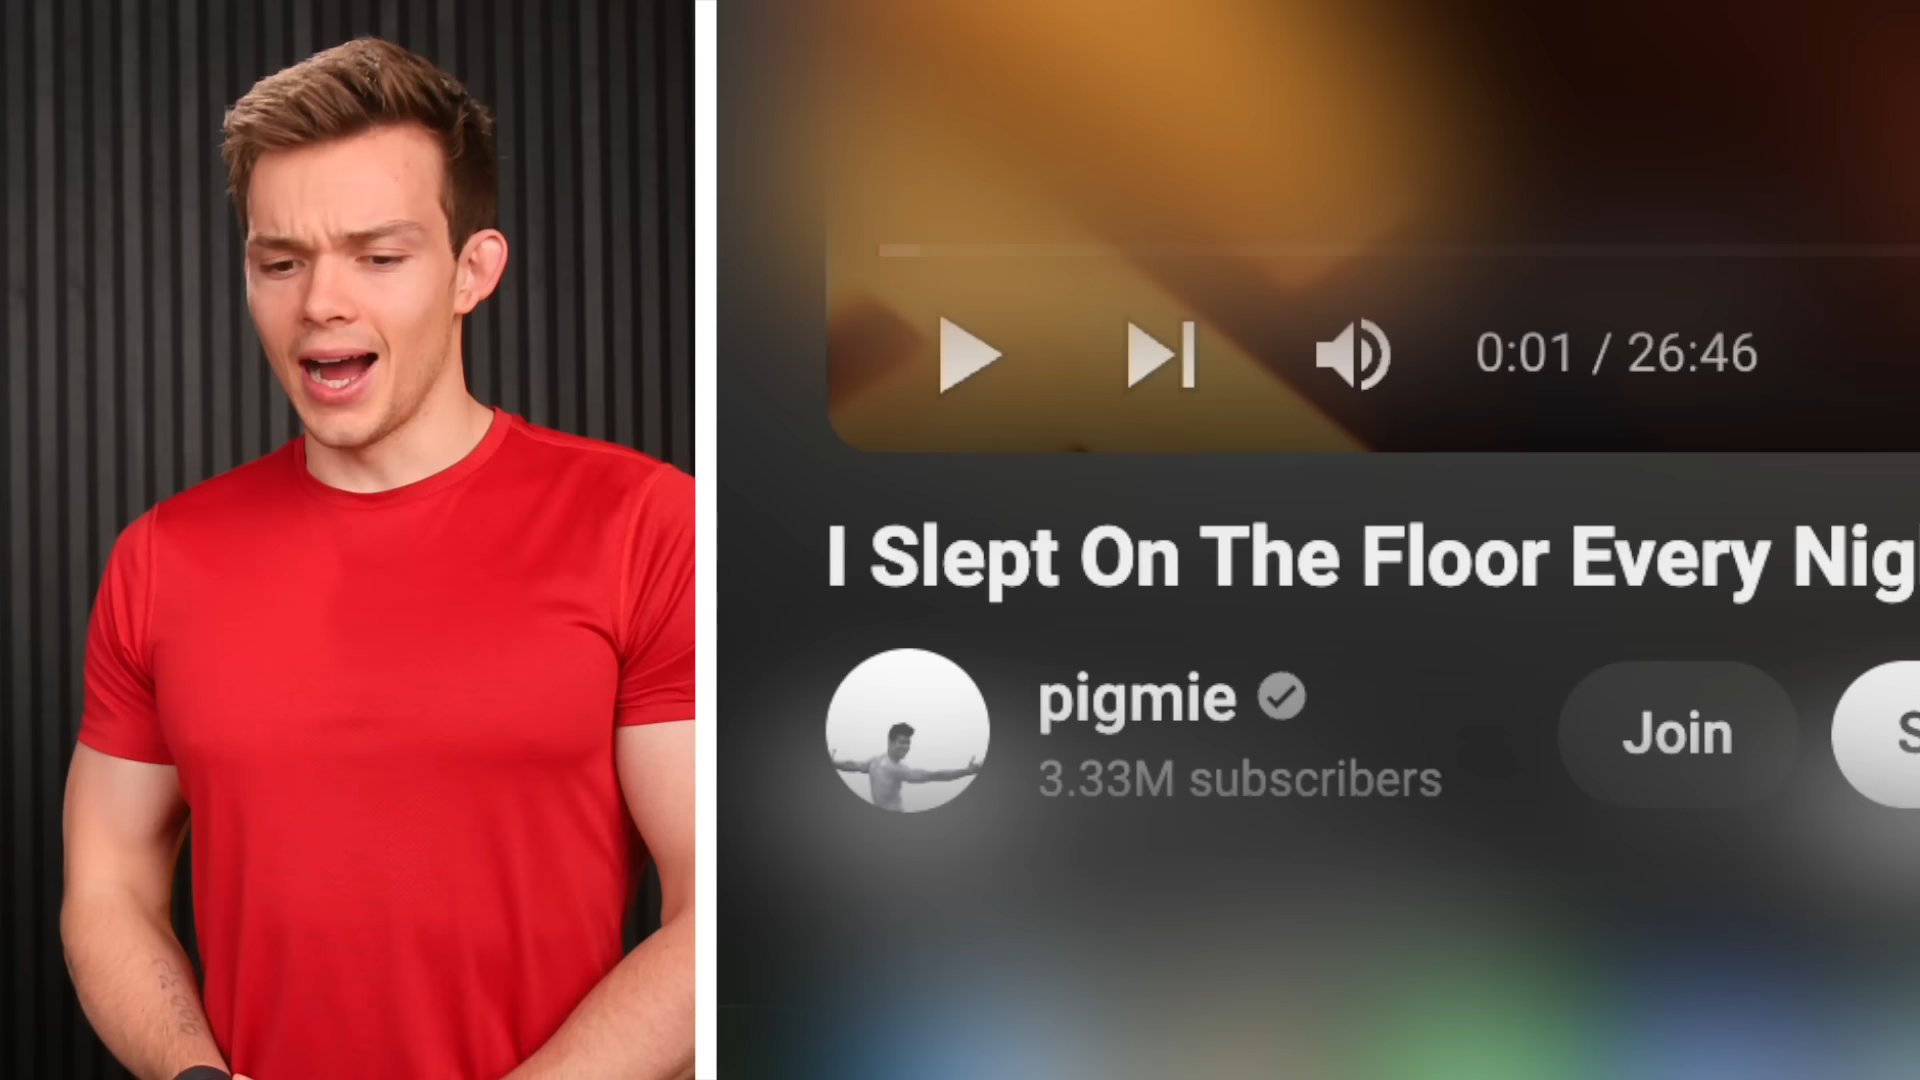 0:01 / 26:46
I Slept On The Floor Every Nig
pigmie
3.33M subscribers
Join
S